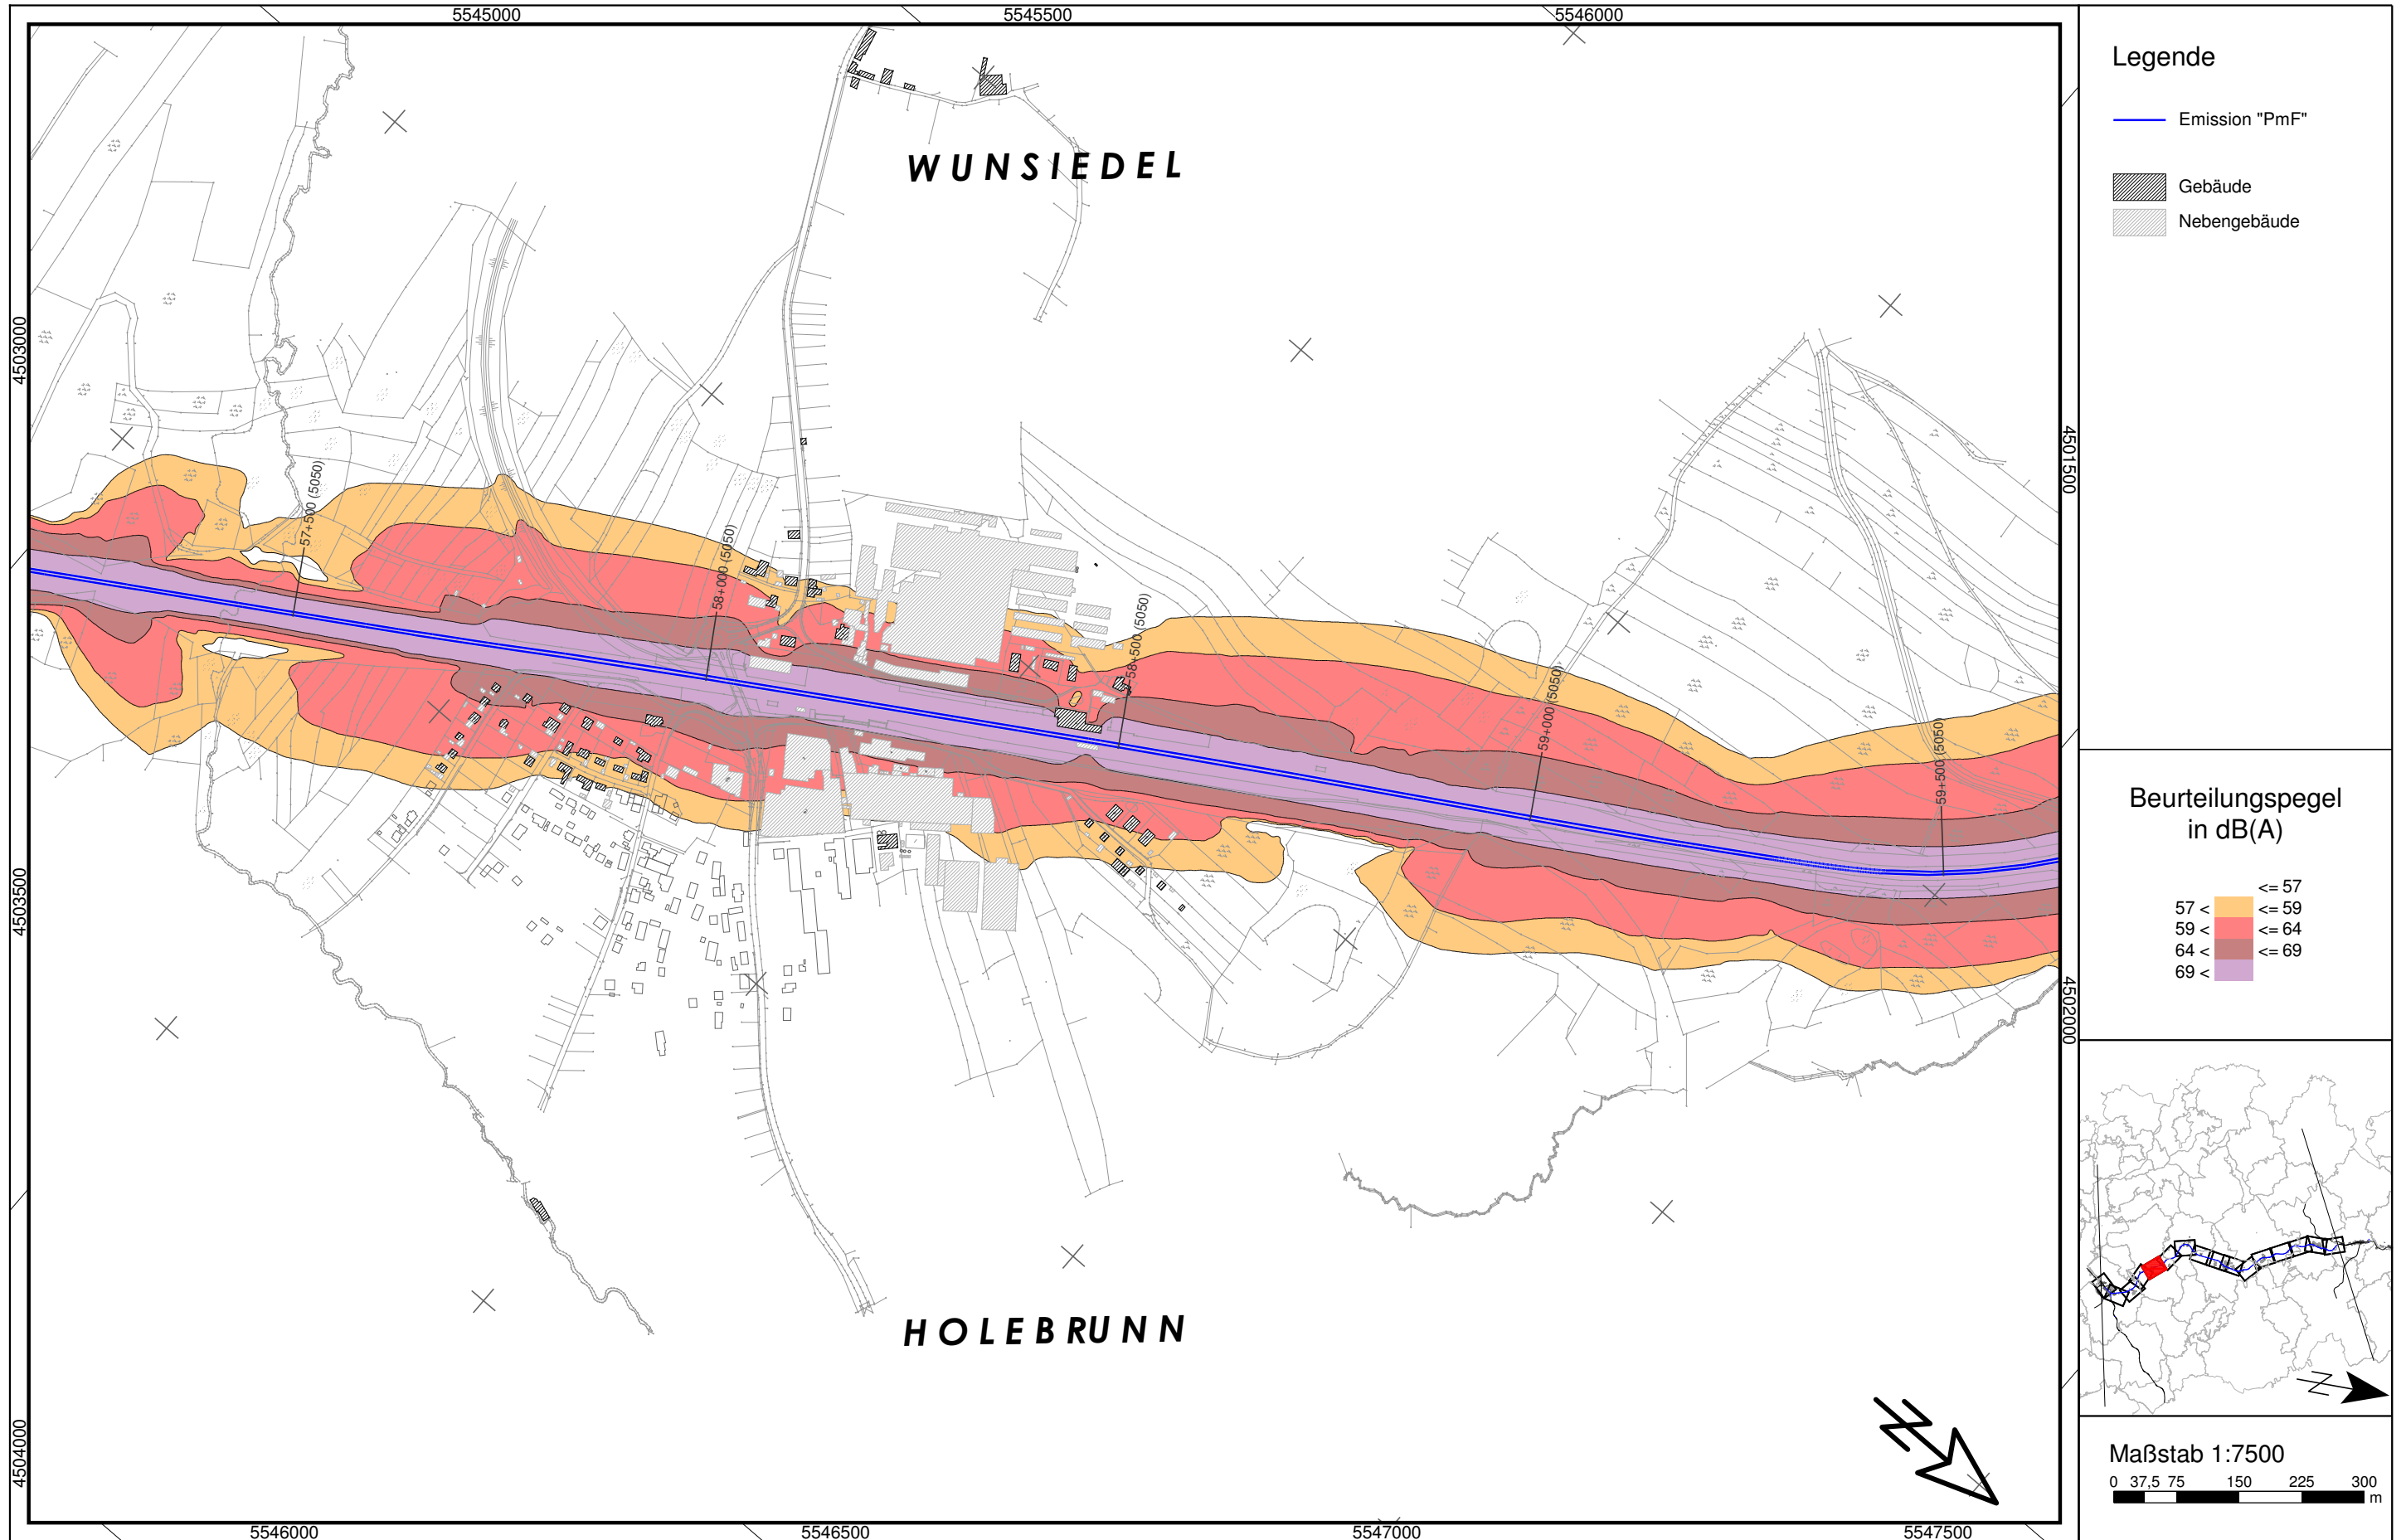 5545000
5545500
5546000
4503000
4503500
4504000
4501500
4502000
5546000
5546500
5547000
5547500
WUNSIEDEL
HOLEBRUNN
57+500 (5050)
58+000 (5050)
58+500 (5050)
59+000 (5050)
59+500 (5050)
Legende
Emission "PmF"
Gebäude
Nebengebäude
Beurteilungspegel
in dB(A)
<= 57
57 < <= 59
59 < <= 64
64 < <= 69
69 <
Maßstab 1:7500
0 37,5 75 150 225 300
m